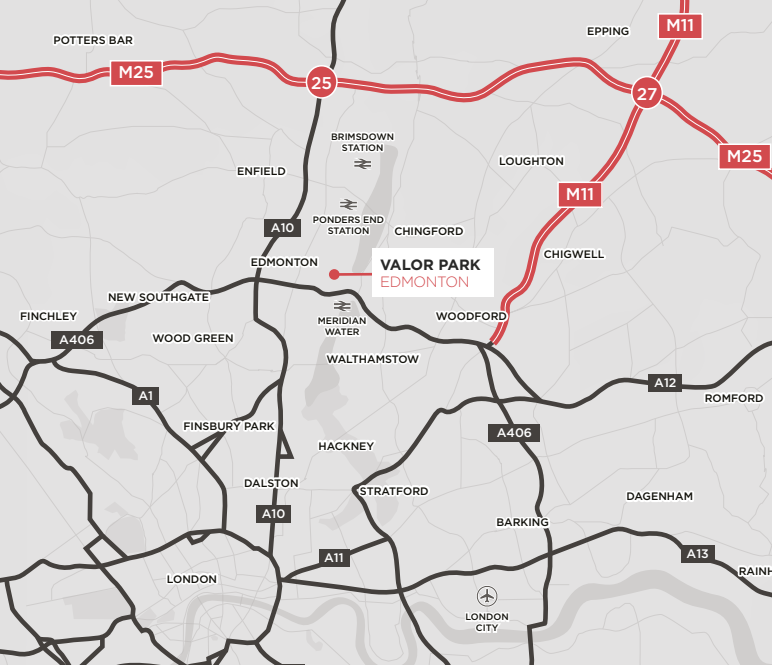 EPPING
M11
POTTERS BAR
M25
25
27
BRIMSDOWN
STATION
M25
LOUGHTON
ENFIELD
M11
PONDERS END
STATION
A10
CHINGFORD
CHIGWELL
EDMONTON
VALOR PARK
EDMONTON
NEW SOUTHGATE
FINCHLEY
MERIDIAN
WATER
WOODFORD
A406
WOOD GREEN
WALTHAMSTOW
A12
A1
ROMFORD
FINSBURY PARK
A406
HACKNEY
DALSTON
STRATFORD
DAGENHAM
A10
BARKING
A11
A13
RAINH
LONDON
LONDON
CITY